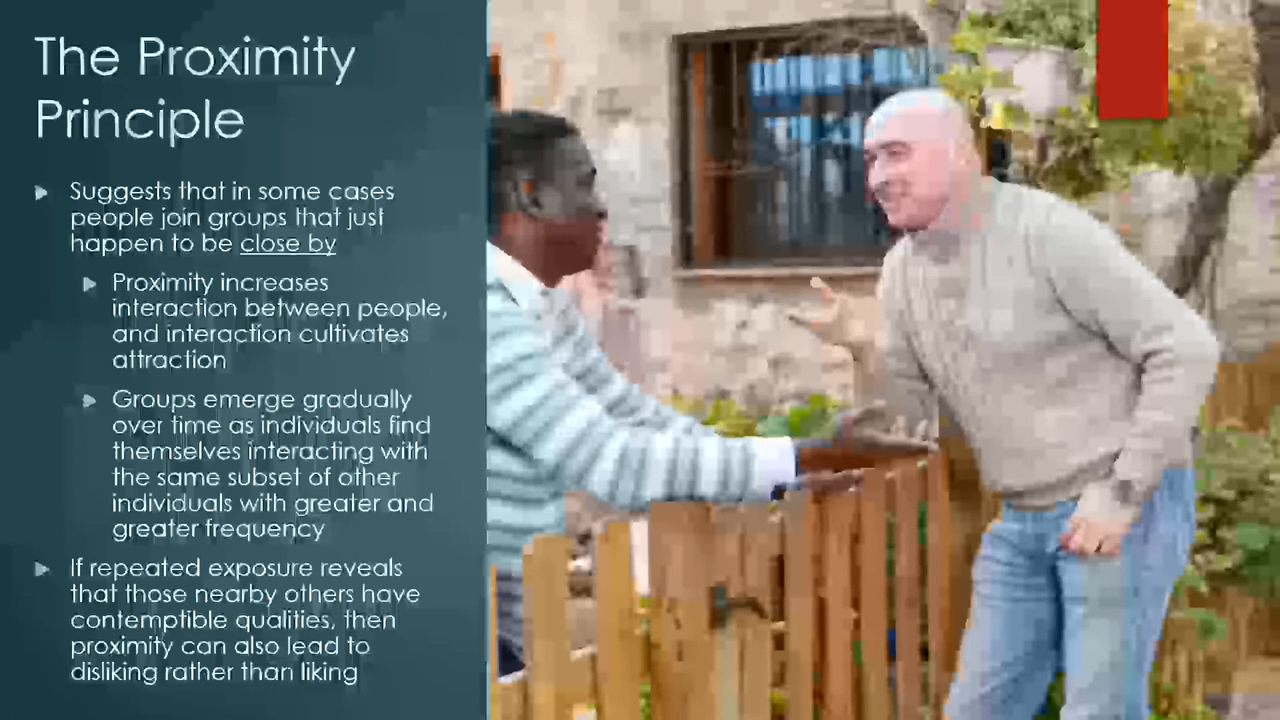 The Proximity
Principle
Suggests that in some cases
people join groups that just
happen to be close by
Proximity increases
interaction between people,
and interaction cultivates
attraction
Groups emerge gradually
over time as individuals find
themselves interacting with
the same subset of other
individuals with greater and
greater frequency
If repeated exposure reveals
that those nearby others have
contemptible qualities, then
proximity can also lead to
disliking rather than liking